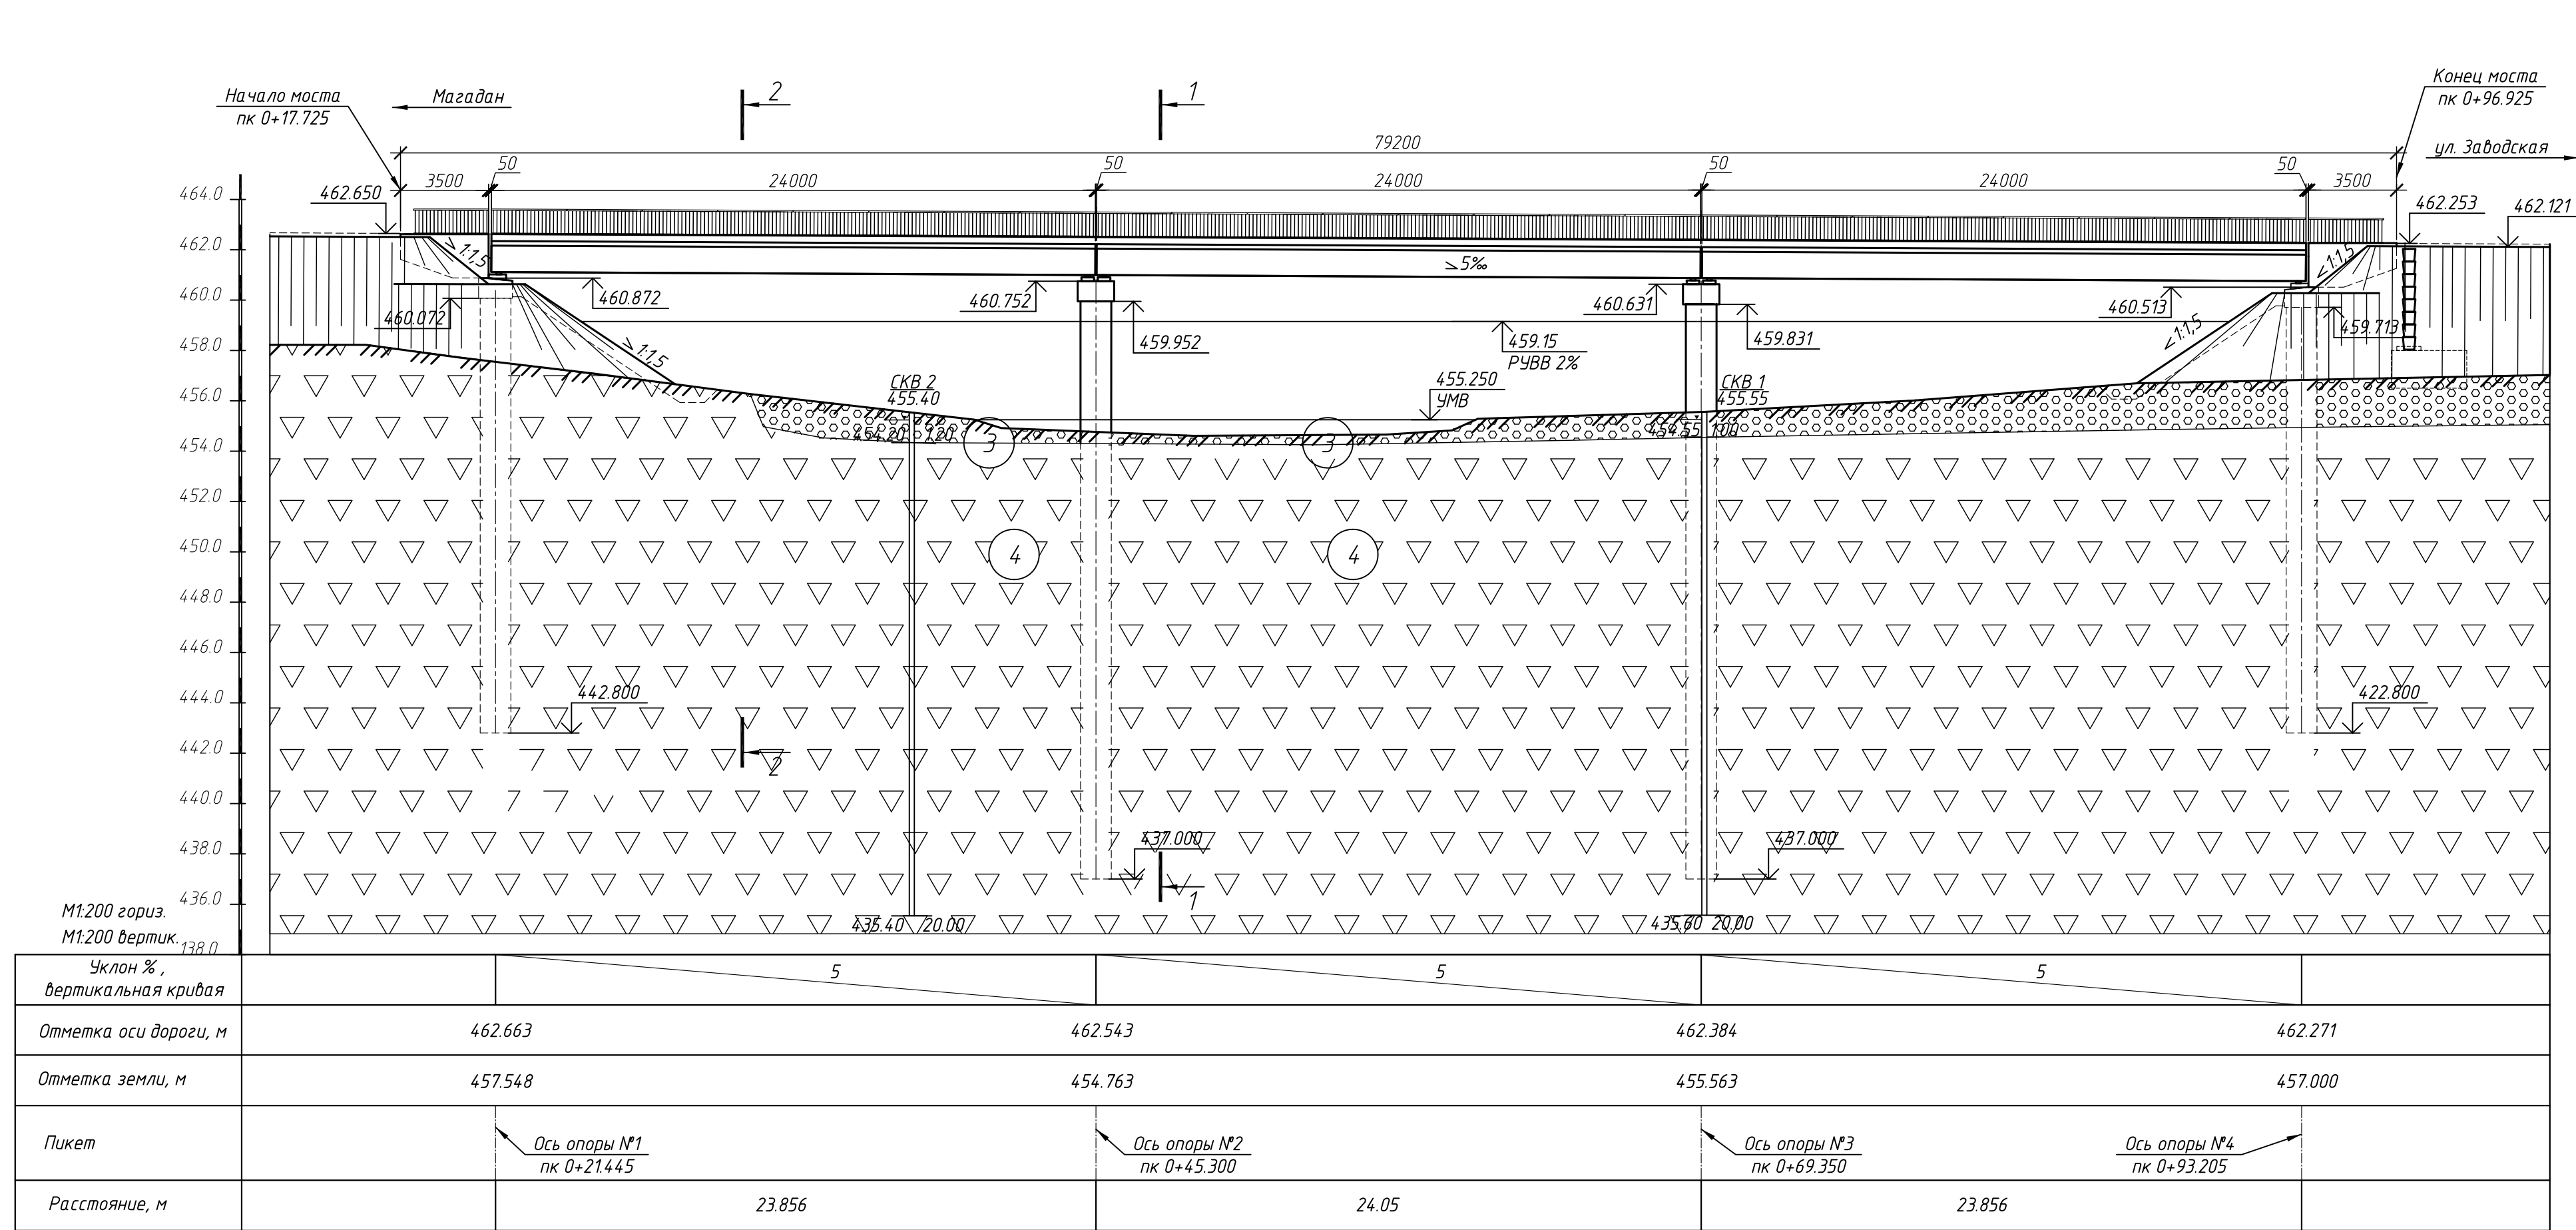 Начало моста
пк 0+17.725
Магадан
2
1
Конец моста
пк 0+96.925
ул. Заводская
79200
50
50
50
50
3500
24000
24000
24000
3500
464.0
462.0
460.0
458.0
456.0
454.0
452.0
450.0
448.0
446.0
444.0
442.0
440.0
438.0
436.0
138.0
462.650
462.253
462.121
1:1,5
1:1,5
5‰
460.872
460.752
460.631
460.513
460.072
459.952
459.15
РУВВ 2%
459.831
459.713
1:1,5
1:1,5
СКВ 2
455.40
455.250
УМВ
СКВ 1
455.55
454.20 1.20
3
3
454.55 1.00
4
4
442.800
422.800
2
437.000
437.000
1
435.40 20.00
435.60 20.00
М1:200 гориз.
М1:200 вертик.
Уклон % ,
вертикальная кривая
5
5
5
Отметка оси дороги, м
462.663
462.543
462.384
462.271
Отметка земли, м
457.548
454.763
455.563
457.000
Пикет
Ось опоры №1
пк 0+21.445
Ось опоры №2
пк 0+45.300
Ось опоры №3
пк 0+69.350
Ось опоры №4
пк 0+93.205
Расстояние, м
23.856
24.05
23.856